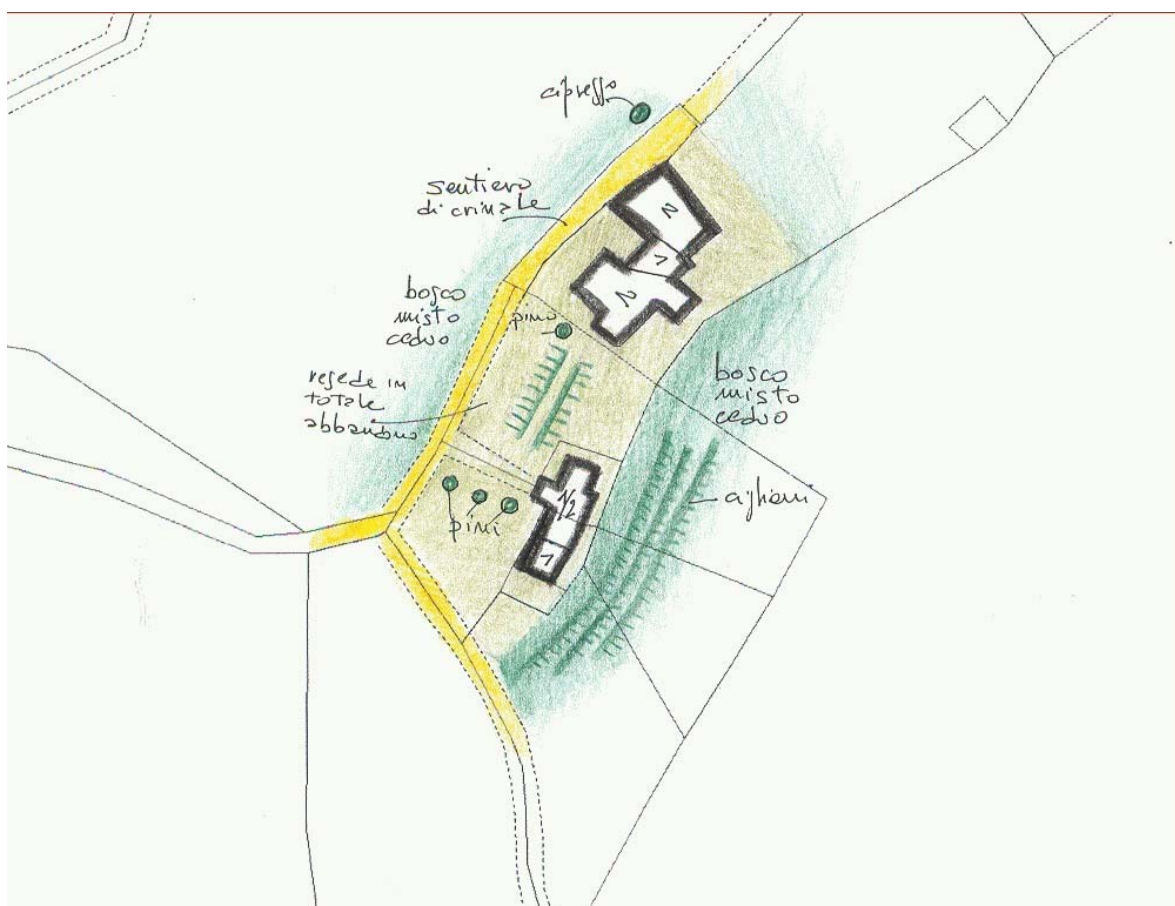 cipresso
sentiero
di crinale
bosco
misto
ceduo
pino
resede in
totale
abbandono
bosco
misto
ceduo
pini
ciglioni
2
1
2
1/2
1